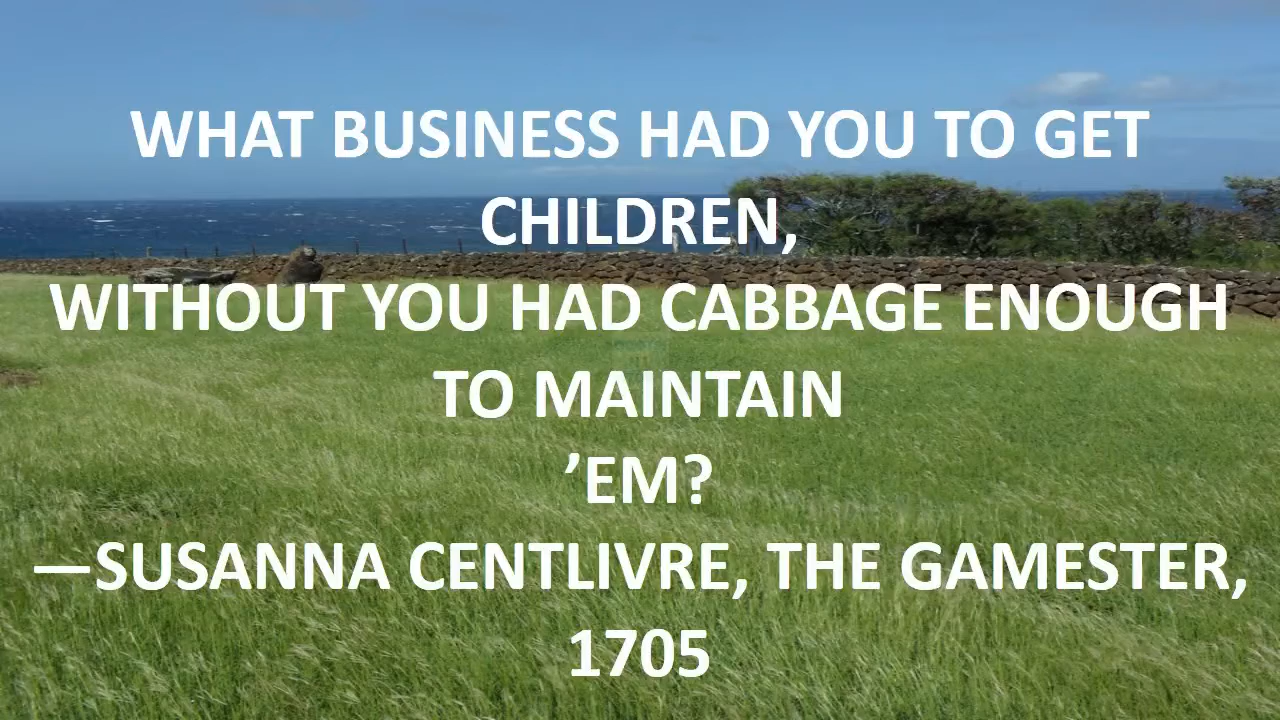 WHAT BUSINESS HAD YOU TO GET
CHILDREN,
WITHOUT YOU HAD CABBAGE ENOUGH
TO MAINTAIN
’EM?
—SUSANNA CENTLIVRE, THE GAMESTER,
1705